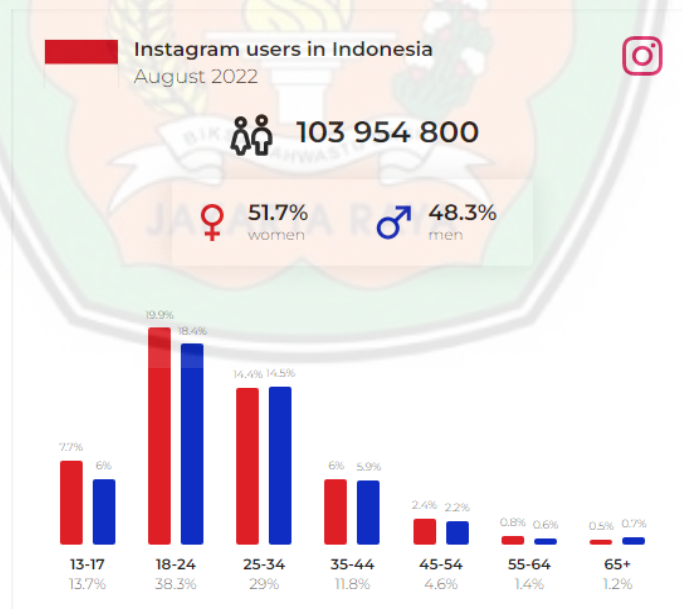 Instagram users in Indonesia
August 2022
103 954 800
51.7%
women
48.3%
men
JAKARTA RAYA
19.9%
18.4%
14.4% 14.5%
7.7%
6%
6% 5.9%
2.4% 2.2%
0.8% 0.6%
0.5% 0.7%
13-17 18-24 25-34 35-44 45-54 55-64 65+
13.7% 38.3% 29% 11.8% 4.6% 1.4% 1.2%